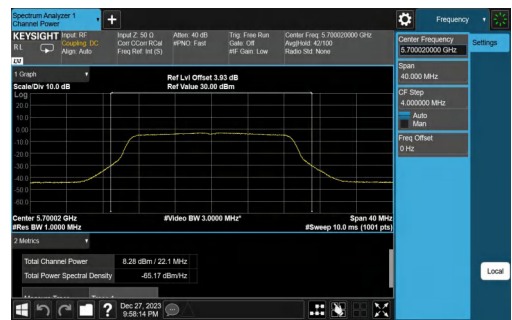 Spectrum Analyzer 1
Channel Power
Frequency
KEYSIGHT
RL
Input: RF
Coupling: DC
Align: Auto
Input Z: 50 Ω
Corr CCorr RCal
Freq Ref: Int (S)
Atten: 40 dB
#PNO: Fast
Trig: Free Run
Gate: Off
#IF Gain: Low
Center Freq: 5.700020000 GHz
Avg|Hold: 42/100
Radio Std: None
LVI
Center Frequency
5.700020000 GHz
Settings
Span
40.000 MHz
CF Step
4.000000 MHz
Auto
Man
Freq Offset
0 Hz
1 Graph
Scale/Div 10.0 dB
Ref Lvl Offset 3.93 dB
Ref Value 30.00 dBm
Log
20.0
10.0
0.00
-10.0
-20.0
-30.0
-40.0
-50.0
-60.0
Center 5.70002 GHz
#Res BW 1.0000 MHz
#Video BW 3.0000 MHz*
Span 40 MHz
#Sweep 10.0 ms (1001 pts)
2 Metrics
Total Channel Power 8.28 dBm / 22.1 MHz
Total Power Spectral Density -65.17 dBm/Hz
Local
?
Dec 27, 2023
9:58:14 PM